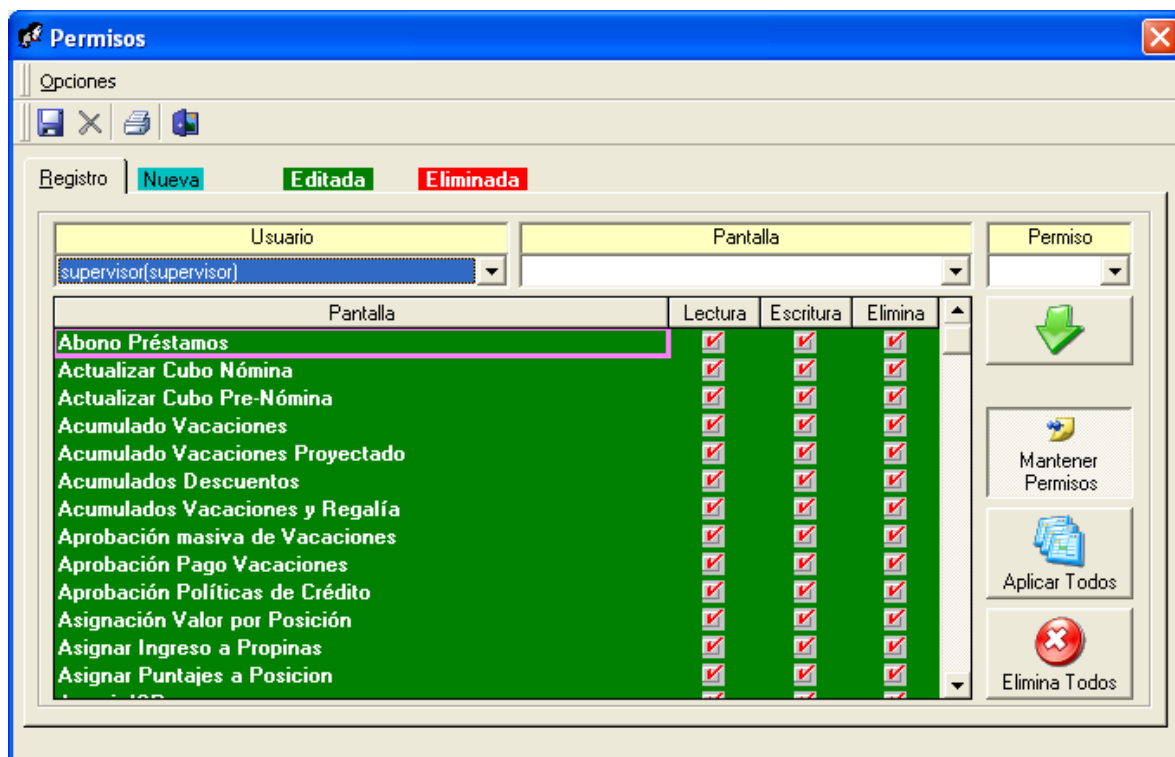 Permisos
Opciones
Registro Nueva Editada Eliminada
Usuario Pantalla Permiso
supervisor(supervisor)
Pantalla Lectura Escritura Elimina
Abono Préstamos
Actualizar Cubo Nómina
Actualizar Cubo Pre-Nómina
Acumulado Vacaciones
Acumulado Vacaciones Proyectado
Acumulados Descuentos
Acumulados Vacaciones y Regalía
Aprobación masiva de Vacaciones
Aprobación Pago Vacaciones
Aprobación Políticas de Crédito
Asignación Valor por Posición
Asignar Ingreso a Propinas
Asignar Puntajes a Posicion
Mantener
Permisos
Aplicar Todos
Elimina Todos